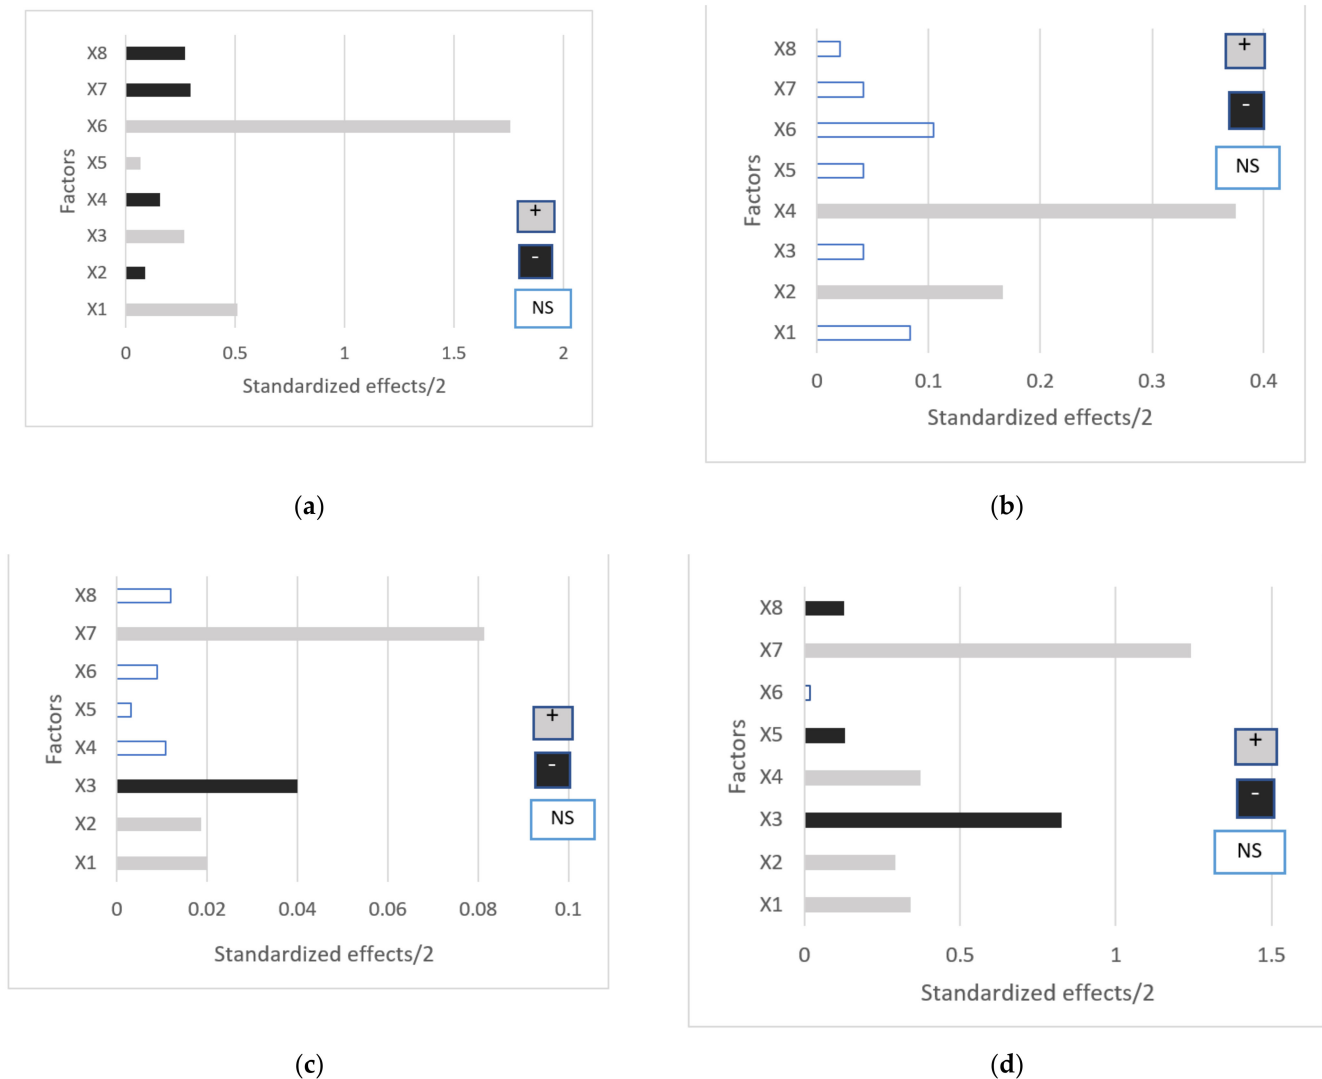 X8
X7
X6
X5
X4
X3
X2
X1
Factors
+
-
NS
0 0.5 1 1.5 2
Standardized effects/2
(a)
X8
X7
X6
X5
X4
X3
X2
X1
Factors
+
-
NS
0 0.1 0.2 0.3 0.4
Standardized effects/2
(b)
X8
X7
X6
X5
X4
X3
X2
X1
Factors
+
-
NS
0 0.02 0.04 0.06 0.08 0.1
Standardized effects/2
(c)
X8
X7
X6
X5
X4
X3
X2
X1
Factors
+
-
NS
0 0.5 1 1.5
Standardized effects/2
(d)